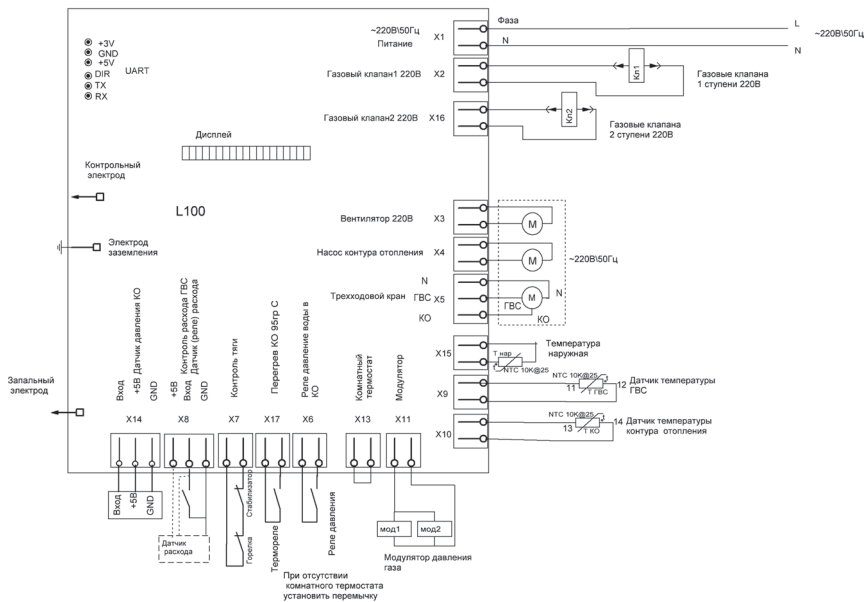 ~220В\50Гц
Питание
X1
Фаза
N
L
N
~220В\50Гц
+3V
GND
+5V
DIR
TX
RX
UART
Газовый клапан1 220В
X2
Кл1
Газовые клапана
1 ступени 220В
Газовый клапан2 220В
X16
Кл2
Газовые клапана
2 ступени 220В
Дисплей
Контрольный
электрод
L100
Электрод
заземления
Вентилятор 220В
X3
M
Насос контура отопления
X4
M
~220В\50Гц
N
Трехходовой кран
ГВС
X5
КО
M
ГВС
N
КО
X15
Т нар
NTC 10K@25
Температура
наружная
X9
NTC 10K@25
11
Т ГВС
12
Датчик температуры
ГВС
X10
NTC 10K@25
13
Т КО
14
Датчик температуры
контура отопления
Запальный
электрод
Вход
+5В
Датчик давления КО
GND
+5В
Вход
Контроль расхода ГВС
Датчик (реле) расхода
GND
Контроль тяги
Перегрев КО 95гр С
Реле давление воды в
КО
Комнатный
термостат
Модулятор
X14
X8
X7
X17
X6
X13
X11
Вход
+5В
GND
Датчик
расхода
Стабилизатор
Горелка
Термореле
Реле давления
мод1
мод2
Модулятор давления
газа
При отсутствии
комнатного термостата
установить перемычку